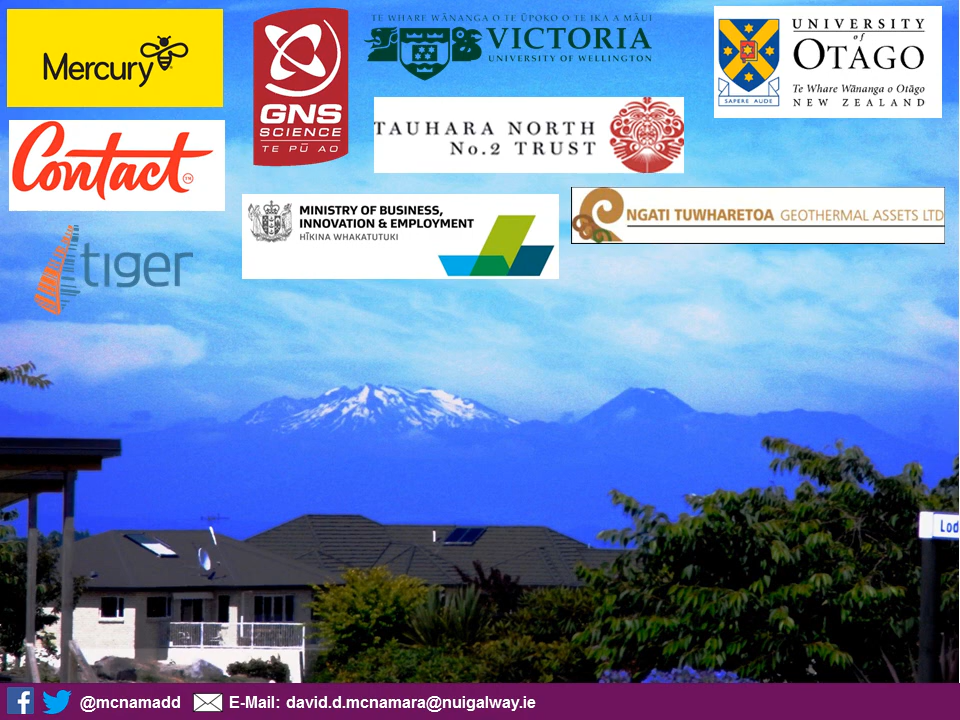 Mercury
GNS
SCIENCE
TE PŪ AO
TE WHARE WĀNANGA O TE ŪPOKO O TE IKA A MĀUI
VICTORIA
UNIVERSITY OF WELLINGTON
UNIVERSITY
of
OTAGO
Te Whare Wānanga o Otāgo
NEW ZEALAND
SAPERE AUDE
Contact
TM
TAUHARA NORTH
No.2 TRUST
MINISTRY OF BUSINESS,
INNOVATION & EMPLOYMENT
HĪKINA WHAKATUTUKI
NGATI TUWHARETOA GEOTHERMAL ASSETS LTD
tiger
Lod
@mcnamadd E-Mail: david.d.mcnamara@nuigalway.ie